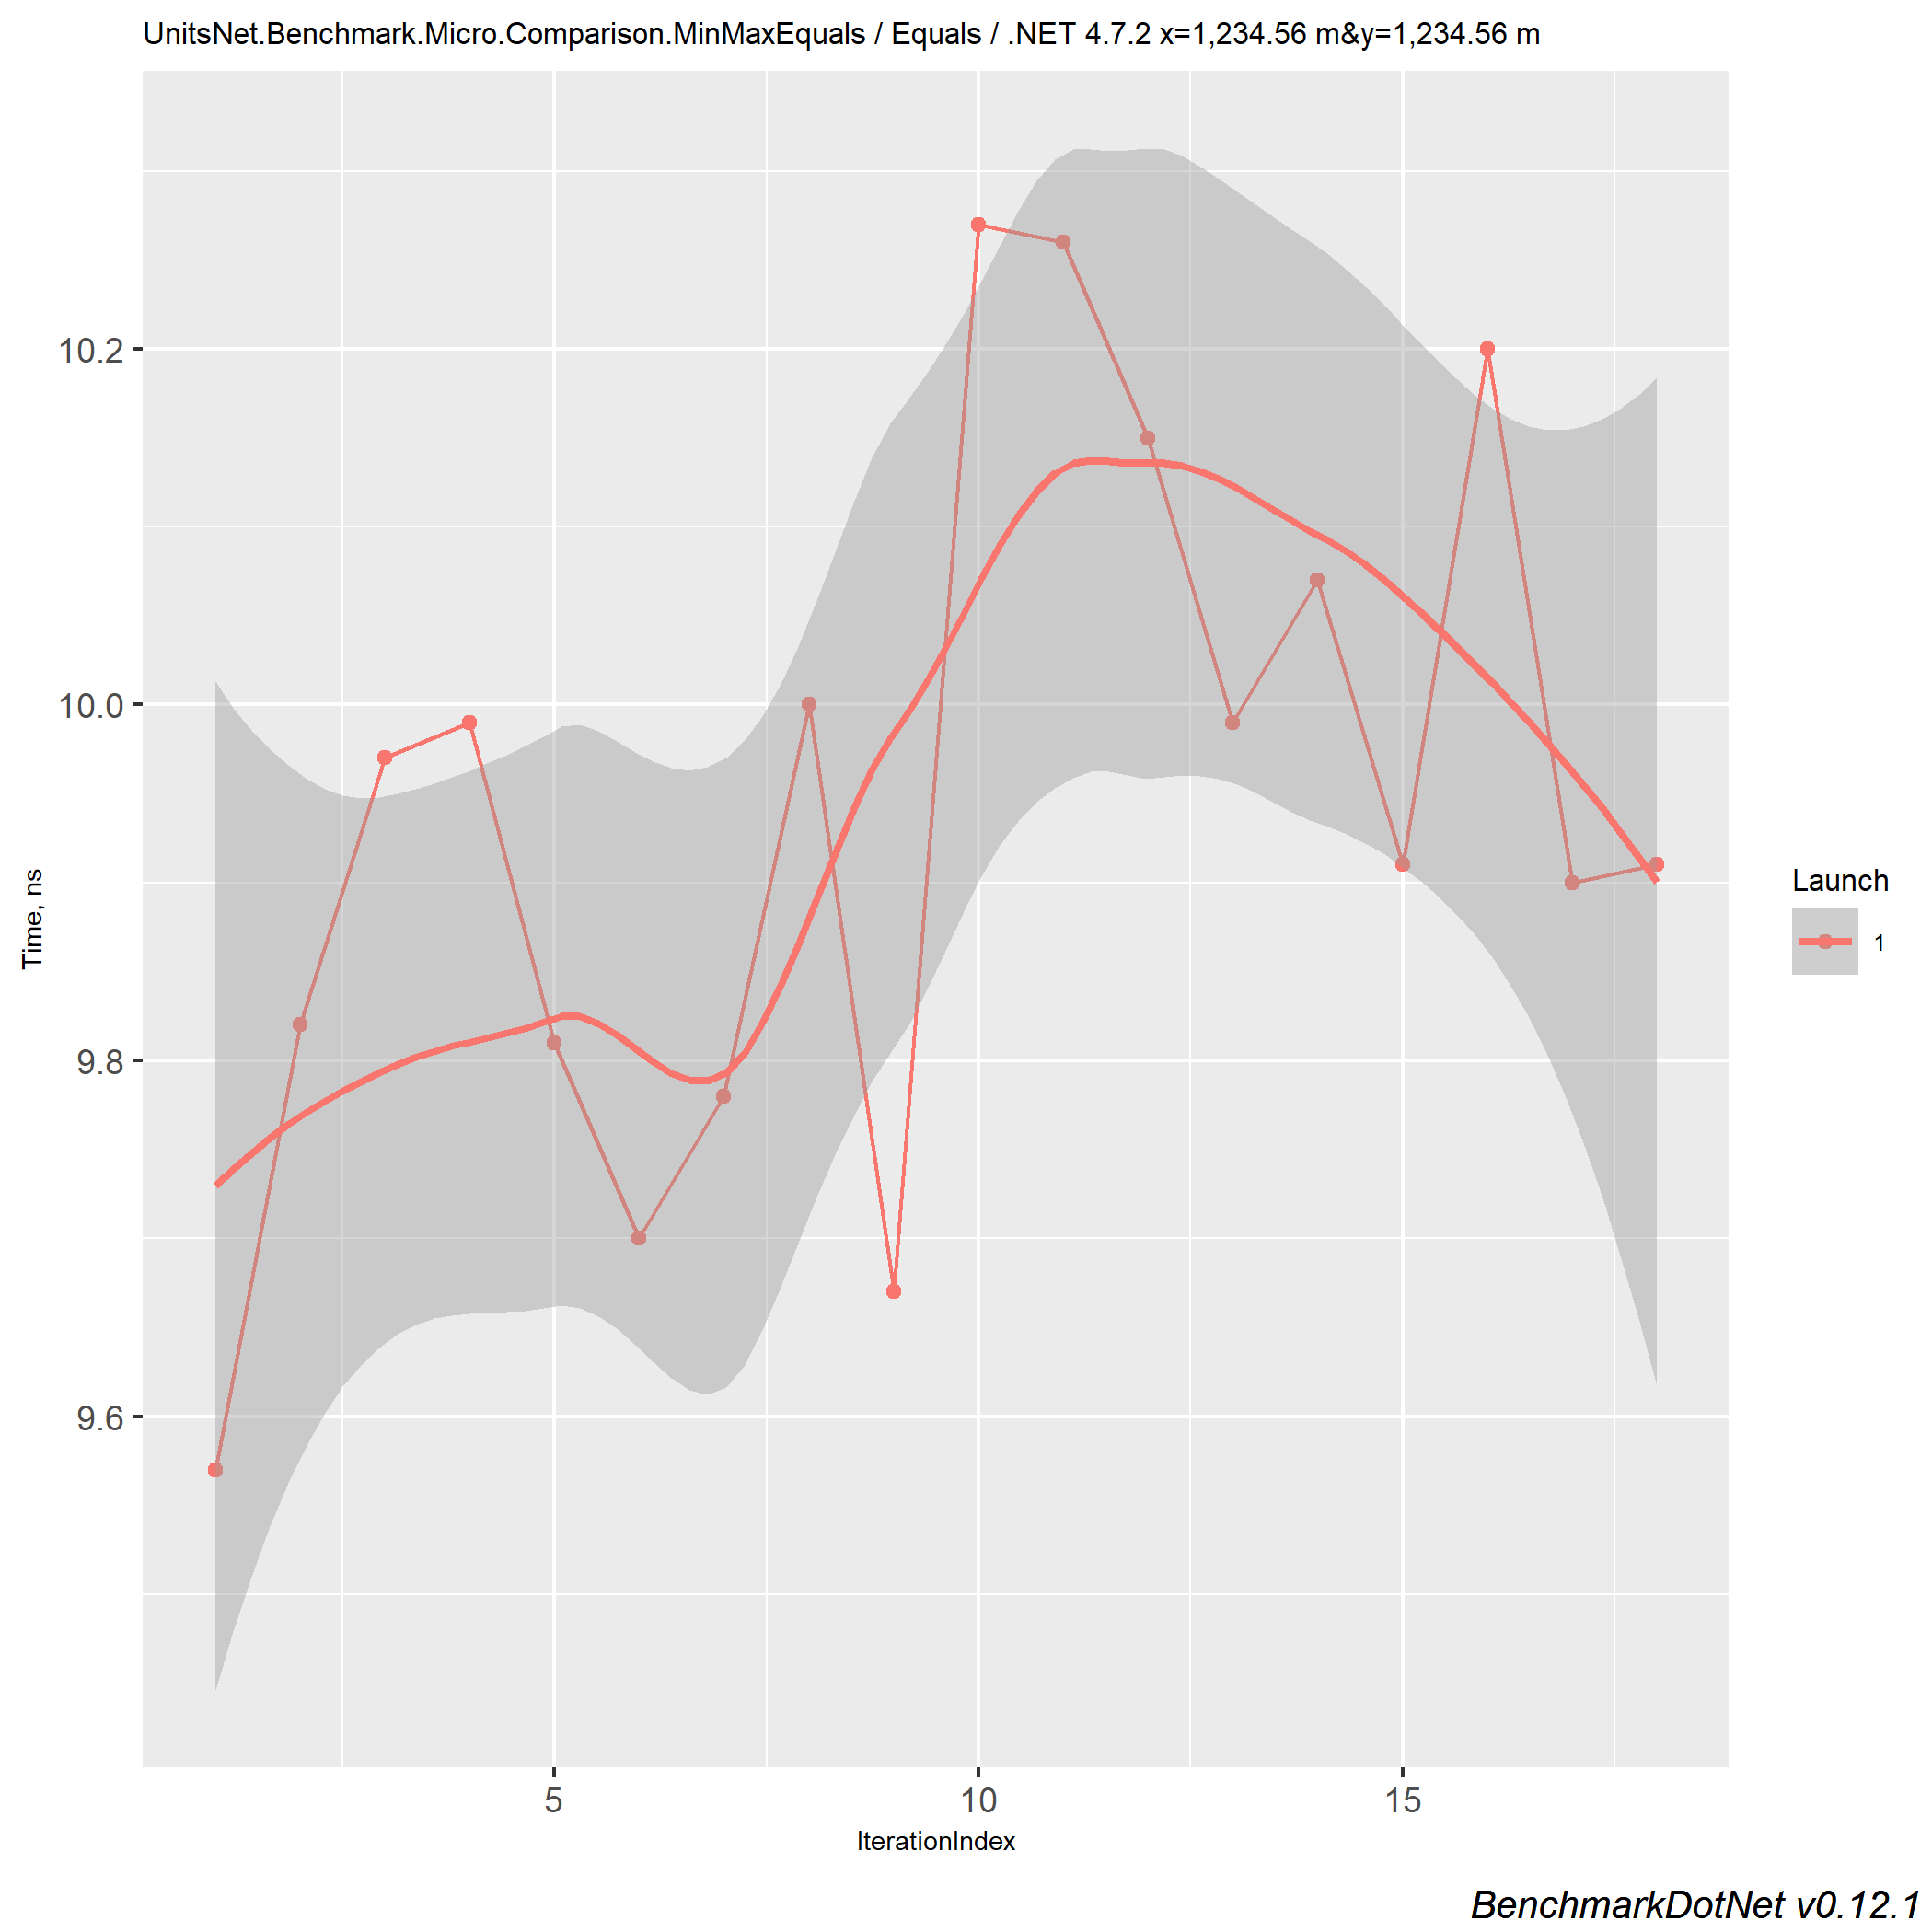 UnitsNet.Benchmark.Micro.Comparison.MinMaxEquals / Equals / .NET 4.7.2 x=1,234.56 m&y=1,234.56 m
10.2
10.0
9.8
9.6
Time, ns
5 10 15
IterationIndex
Launch
1
BenchmarkDotNet v0.12.1